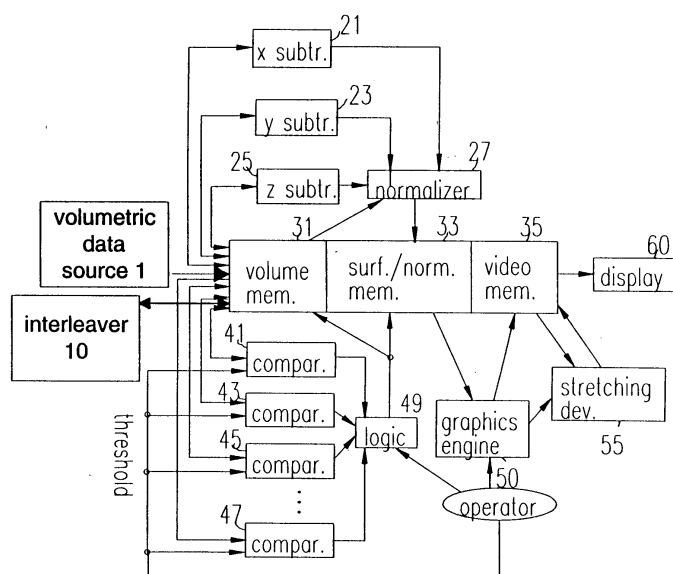 21
x subtr.
23
y subtr.
25
z subtr.
27
normalizer
volumetric
data
source 1
31
volume
mem.
33
surf./norm.
mem.
35
video
mem.
60
display
interleaver
10
41
compar.
43
compar.
45
compar.
47
compar.
threshold
49
logic
graphics
engine
50
stretching
dev.
55
operator